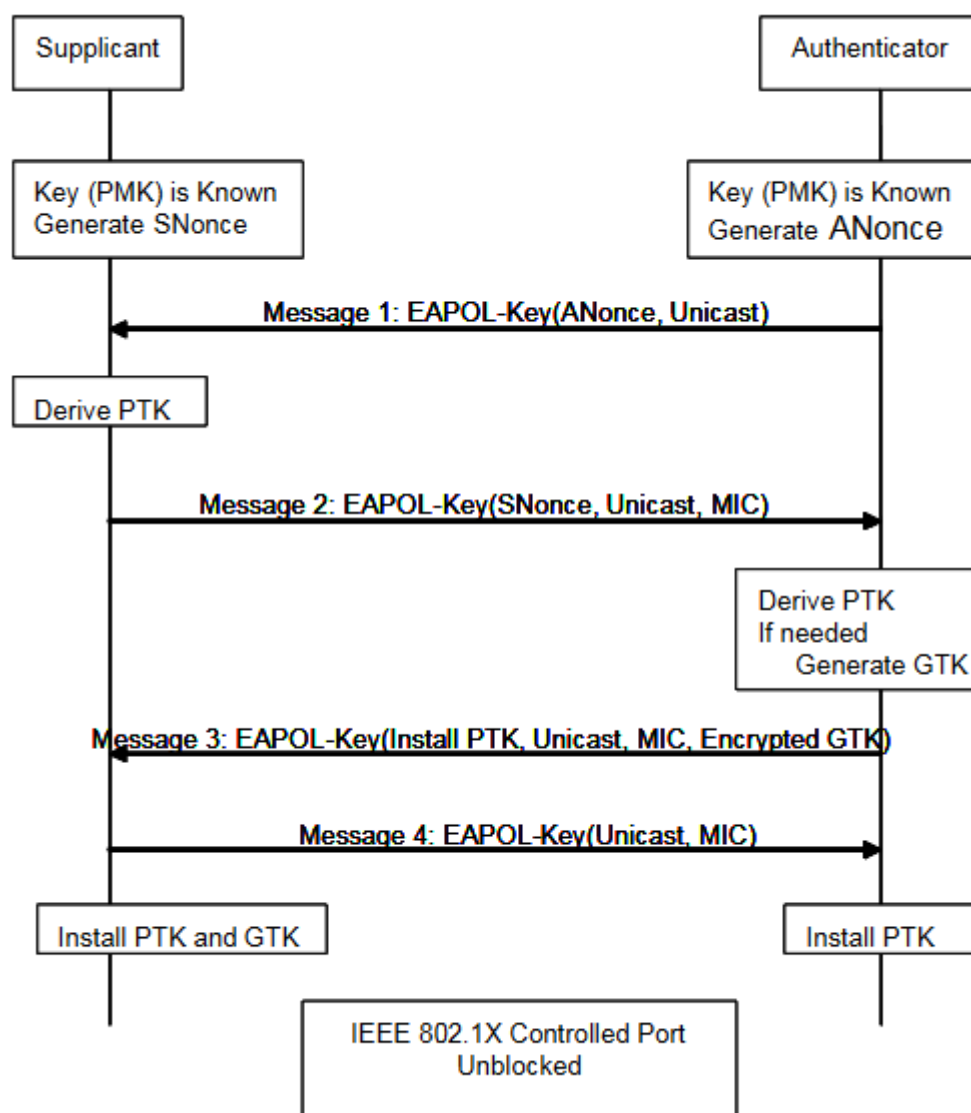 Supplicant
Authenticator
Key (PMK) is Known
Generate SNonce
Key (PMK) is Known
Generate ANonce
Message 1: EAPOL-Key(ANonce, Unicast)
Derive PTK
Message 2: EAPOL-Key(SNonce, Unicast, MIC)
Derive PTK
If needed
Generate GTK
Message 3: EAPOL-Key(Install PTK, Unicast, MIC, Encrypted GTK)
Message 4: EAPOL-Key(Unicast, MIC)
Install PTK and GTK
Install PTK
IEEE 802.1X Controlled Port
Unblocked